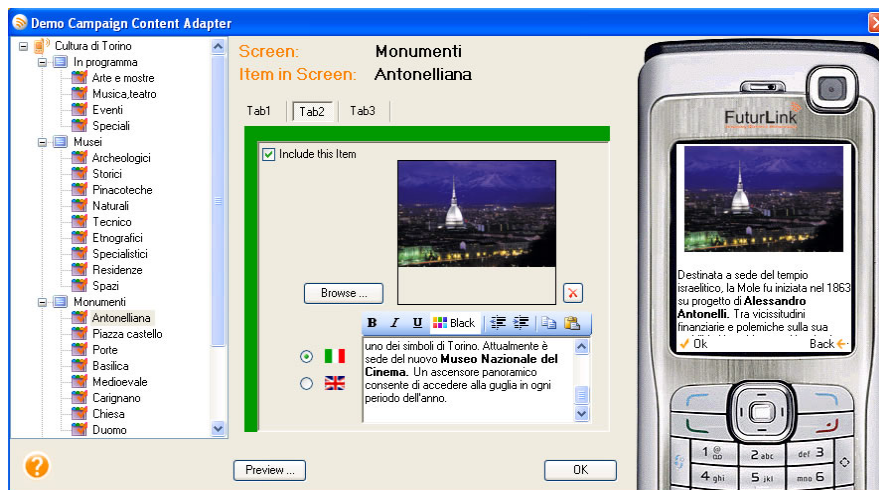 Demo Campaign Content Adapter
Cultura di Torino
In programma
Arte e mostre
Musica,teatro
Eventi
Speciali
Musei
Archeologici
Storici
Pinacoteche
Naturali
Tecnico
Etnografici
Specialistici
Residenze
Spazi
Monumenti
Antonelliana
Piazza castello
Porte
Basilica
Medioevale
Carignano
Chiesa
Duomo
Screen: Monumenti
Item in Screen: Antonelliana
Tab1 Tab2 Tab3
Include this Item
Browse ...
B I U Black
uno dei simboli di Torino. Attualmente è
sede del nuovo Museo Nazionale del
Cinema. Un ascensore panoramico
consente di accedere alla guglia in ogni
periodo dell'anno.
Preview ...
OK
FuturLink
Destinata a sede del tempio
israelitico, la Mole fu iniziata nel 1863
su progetto di Alessandro
Antonelli. Tra vicissitudini
finanziarie e polemiche sulla sua
Ok Back
1 2 abc def 3
4 ghi 5 jkl mno 6